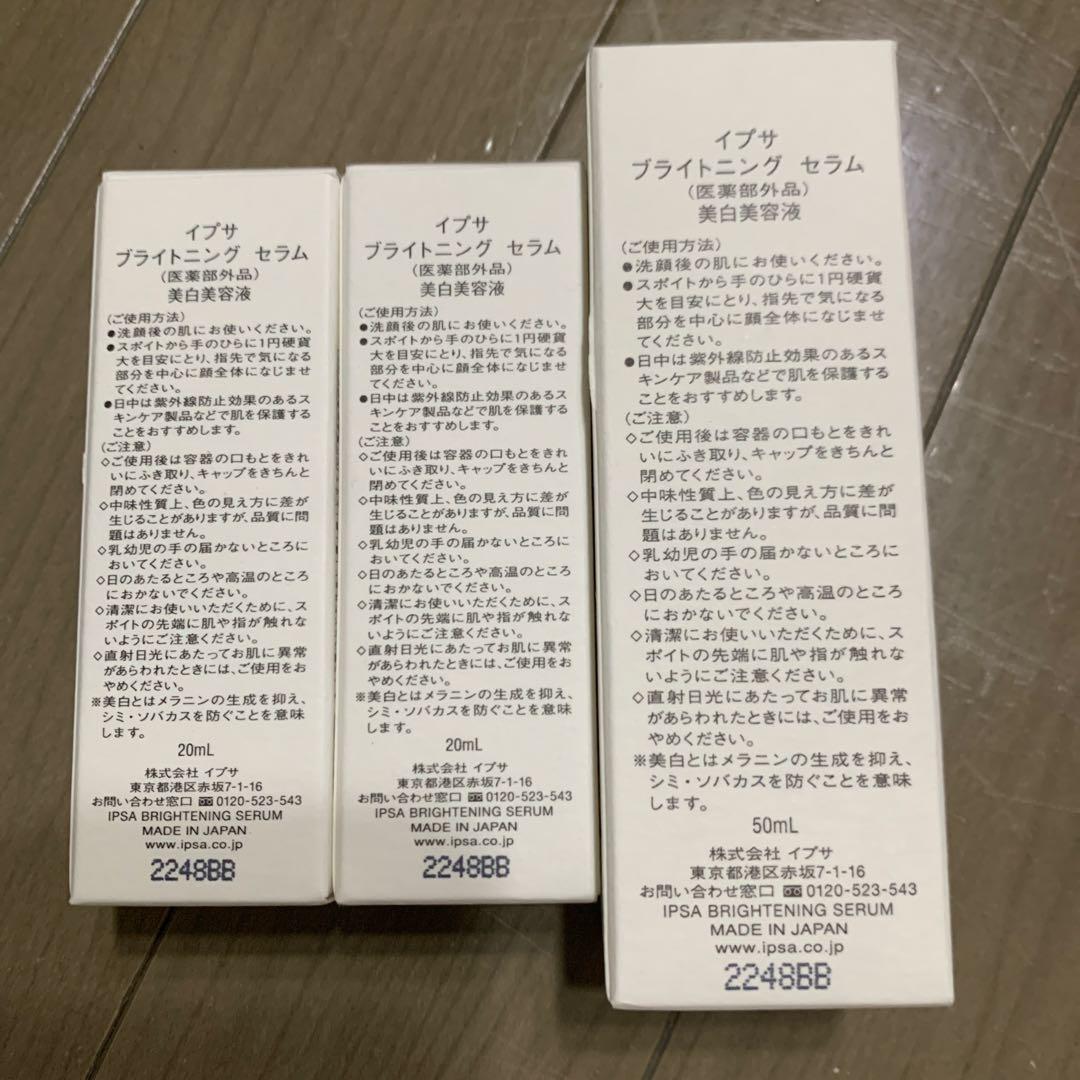 イプサ
ブライトニング セラム
(医薬部外品)
美白美容液
(ご使用方法)
●洗顔後の肌にお使いください。
●スポイトから手のひらに1円硬貨
大を目安にとり、指先で気になる
部分を中心に顔全体になじませ
てください。
●日中は紫外線防止効果のあるス
キンケア製品などで肌を保護する
ことをおすすめします。
(ご注意)
◇ご使用後は容器の口もとをきれ
いにふき取り、キャップをきちんと
閉めてください。
◇中味性質上、色の見え方に差が
生じることがありますが、品質に問
題はありません。
◇乳幼児の手の届かないところに
おいてください。
◇日のあたるところや高温のところ
におかないでください。
◇清潔にお使いいただくために、ス
ポイトの先端に肌や指が触れな
いようにご注意ください。
◇直射日光にあたってお肌に異常
があらわれたときには、ご使用をお
やめください。
※美白とはメラニンの生成を抑え、
シミ・ソバカスを防ぐことを意味
します。
20mL
株式会社 イプサ
東京都港区赤坂7-1-16
お問い合わせ窓口 0120-523-543
IPSA BRIGHTENING SERUM
MADE IN JAPAN
www.ipsa.co.jp
2248BB
イプサ
ブライトニング セラム
(医薬部外品)
美白美容液
(ご使用方法)
●洗顔後の肌にお使いください。
●スポイトから手のひらに1円硬貨
大を目安にとり、指先で気になる
部分を中心に顔全体になじませ
てください。
●日中は紫外線防止効果のあるス
キンケア製品などで肌を保護する
ことをおすすめします。
(ご注意)
◇ご使用後は容器の口もとをきれ
いにふき取り、キャップをきちんと
閉めてください。
◇中味性質上、色の見え方に差が
生じることがありますが、品質に問
題はありません。
◇乳幼児の手の届かないところに
おいてください。
◇日のあたるところや高温のところ
におかないでください。
◇清潔にお使いいただくために、ス
ポイトの先端に肌や指が触れな
いようにご注意ください。
◇直射日光にあたってお肌に異常
があらわれたときには、ご使用をお
やめください。
※美白とはメラニンの生成を抑え、
シミ・ソバカスを防ぐことを意味
します。
20mL
株式会社 イプサ
東京都港区赤坂7-1-16
お問い合わせ窓口 0120-523-543
IPSA BRIGHTENING SERUM
MADE IN JAPAN
www.ipsa.co.jp
2248BB
イプサ
ブライトニング セラム
(医薬部外品)
美白美容液
(ご使用方法)
●洗顔後の肌にお使いください。
●スポイトから手のひらに1円硬貨
大を目安にとり、指先で気になる
部分を中心に顔全体になじませ
てください。
●日中は紫外線防止効果のあるス
キンケア製品などで肌を保護する
ことをおすすめします。
(ご注意)
◇ご使用後は容器の口もとをきれ
いにふき取り、キャップをきちんと
閉めてください。
◇中味性質上、色の見え方に差が
生じることがありますが、品質に問
題はありません。
◇乳幼児の手の届かないところに
おいてください。
◇日のあたるところや高温のところ
におかないでください。
◇清潔にお使いいただくために、ス
ポイトの先端に肌や指が触れな
いようにご注意ください。
◇直射日光にあたってお肌に異常
があらわれたときには、ご使用をお
やめください。
※美白とはメラニンの生成を抑え、
シミ・ソバカスを防ぐことを意味
します。
50mL
株式会社 イプサ
東京都港区赤坂7-1-16
お問い合わせ窓口 0120-523-543
IPSA BRIGHTENING SERUM
MADE IN JAPAN
www.ipsa.co.jp
2248BB